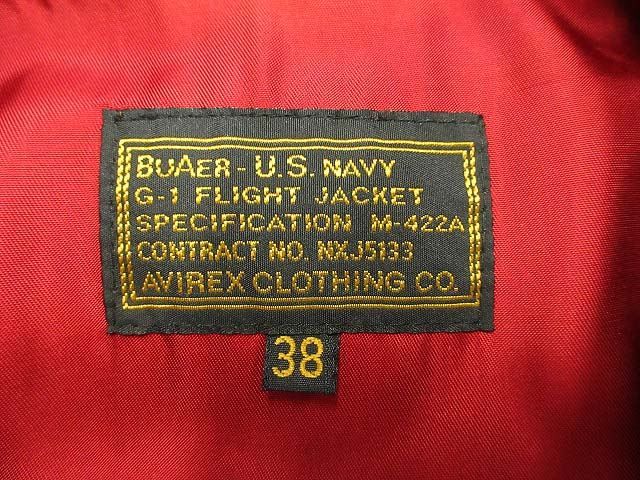 BUAER - U.S. NAVY
G-1 FLIGHT JACKET
SPECIFICATION M-422A
CONTRACT NO. NXJ5133
AVIREX CLOTHING CO.
38